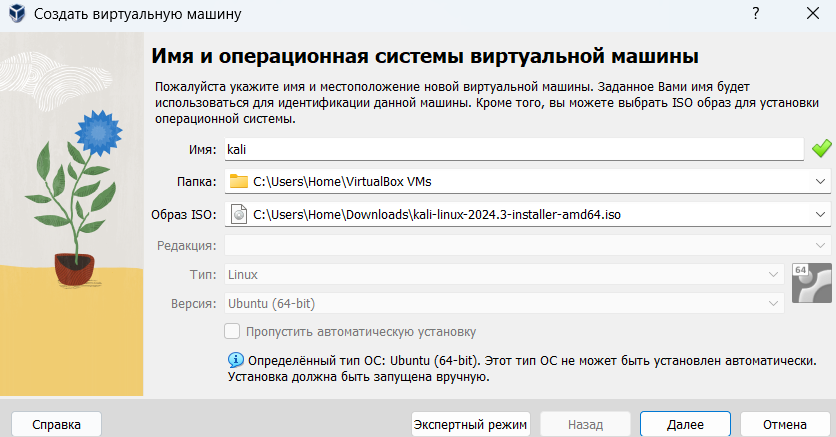 Создать виртуальную машину
?
Имя и операционная системы виртуальной машины
Пожалуйста укажите имя и местоположение новой виртуальной машины. Заданное Вами имя будет
использоваться для идентификации данной машины. Кроме того, вы можете выбрать ISO образ для установки
операционной системы.
Имя: kali
Папка: C:\Users\Home\VirtualBox VMs
Образ ISO: C:\Users\Home\Downloads\kali-linux-2024.3-installer-amd64.iso
Редакция:
Тип: Linux
64
Версия: Ubuntu (64-bit)
Пропустить автоматическую установку
Определённый тип ОС: Ubuntu (64-bit). Этот тип ОС не может быть установлен автоматически.
Установка должна быть запущена вручную.
Справка Экспертный режим Назад Далее Отмена